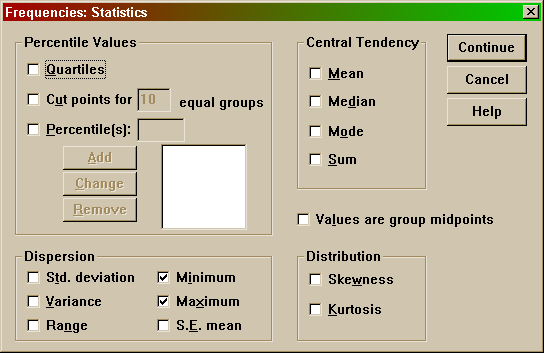 Frequencies: Statistics
Percentile Values
Quartiles
Cut points for 10 equal groups
Percentile(s):
Add
Change
Remove
Central Tendency
Mean
Median
Mode
Sum
Continue
Cancel
Help
Values are group midpoints
Dispersion
Std. deviation
Minimum
Variance
Maximum
Range
S.E. mean
Distribution
Skewness
Kurtosis